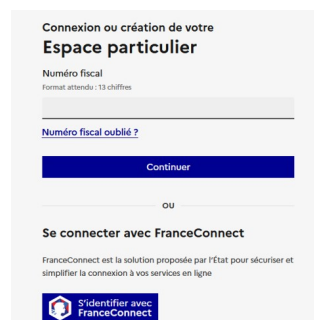 Connexion ou création de votre
Espace particulier
Numéro fiscal
Format attendu : 13 chiffres
Numéro fiscal oublié ?
Continuer
OU
Se connecter avec FranceConnect
FranceConnect est la solution proposée par l'État pour sécuriser et
simplifier la connexion à vos services en ligne
S'identifier avec
FranceConnect